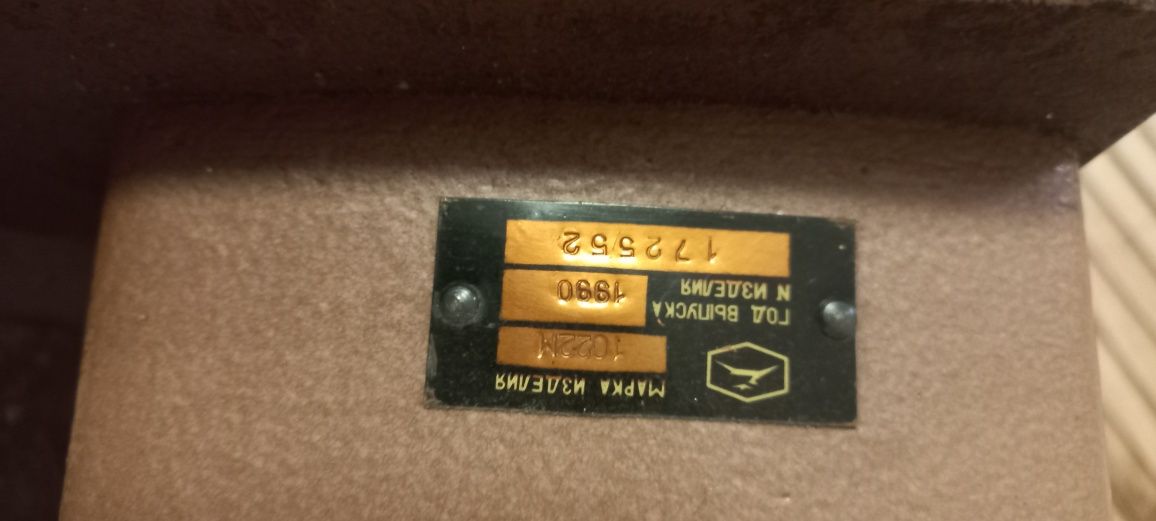 МАРКА ИЗДЕЛИЯ
1022М
ГОД ВЫПУСКА 1990
N ИЗДЕЛИЯ
172552